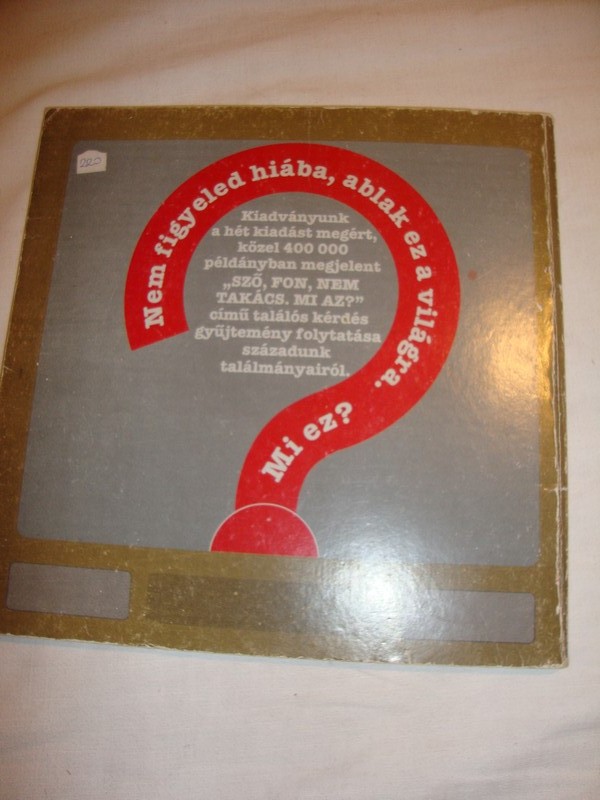 Nem figyeled hiába, ablak ez a világra.
Mi ez?
Kiadványunk
a hét kiadást megért,
közel 400 000
példányban megjelent
„SZŐ, FON, NEM
TAKÁCS. MI AZ?”
című találós kérdés
gyűjtemény folytatása
századunk
találmányairól.